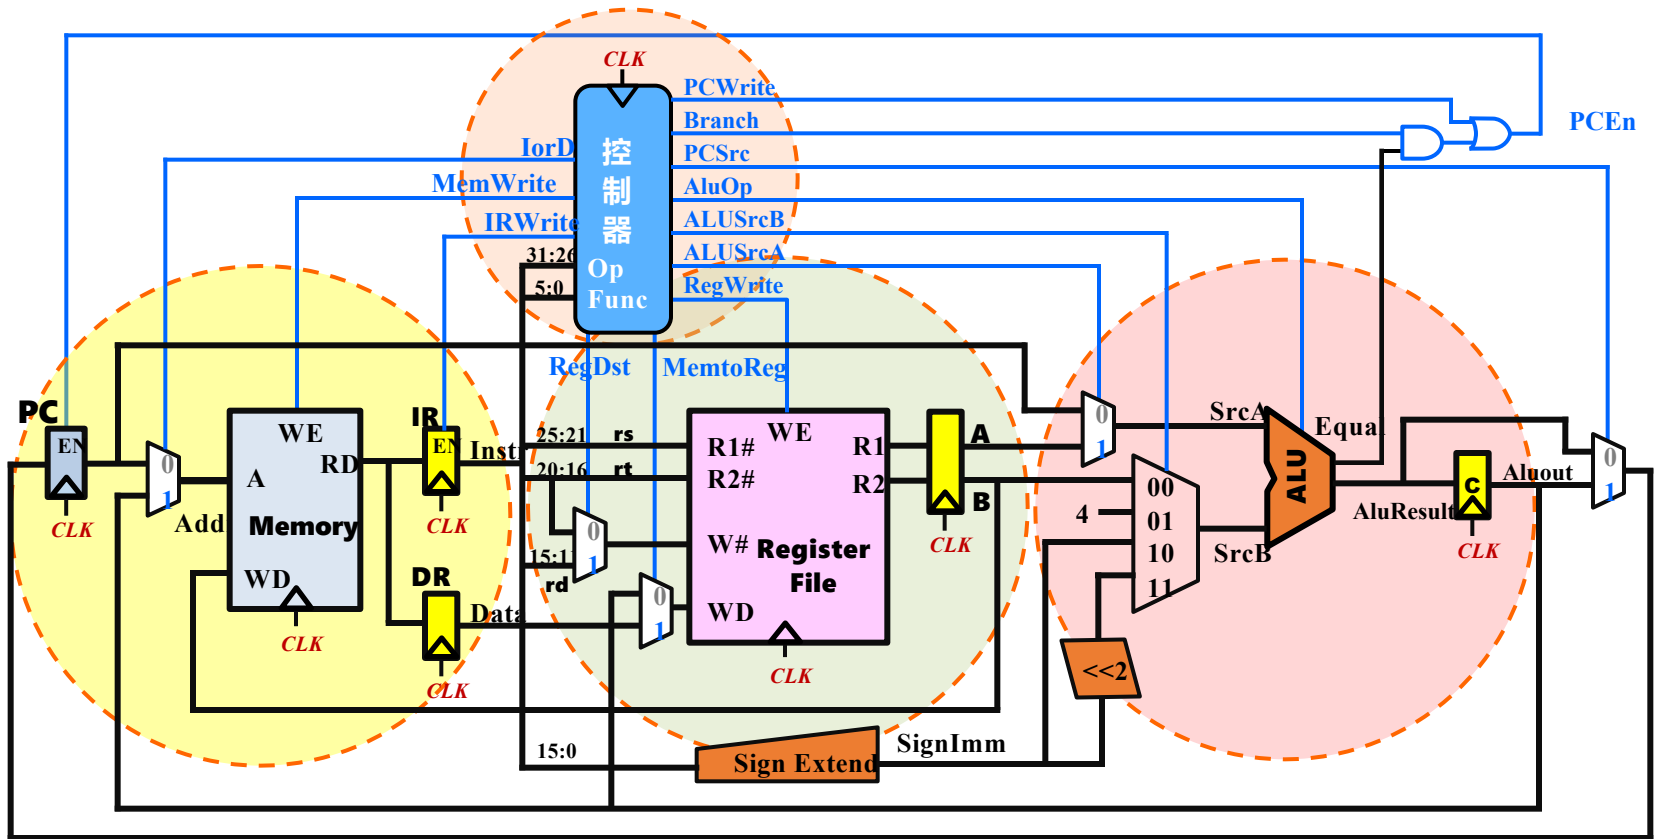 CLK
PCWrite
Branch
PCEn
控
制
器
IorD
PCSrc
MemWrite
AluOp
IRWrite
ALUSrcB
31:26
Op
ALUSrcA
5:0
Func
RegWrite
RegDst
MemtoReg
PC
IR
EN
EN
WE
RD
A
Memory
WD
CLK
CLK
CLK
0
1
Add
Instr
DR
Data
CLK
25:21
rs
20:16
rt
15:11
rd
0
1
0
1
R1#
R2#
W#
WD
WE
R1
R2
Register
File
CLK
A
B
CLK
15:0
Sign Extend
SignImm
0
1
4
00
01
10
11
<<2
SrcA
SrcB
ALU
Equal
AluResult
C
CLK
Aluout
0
1